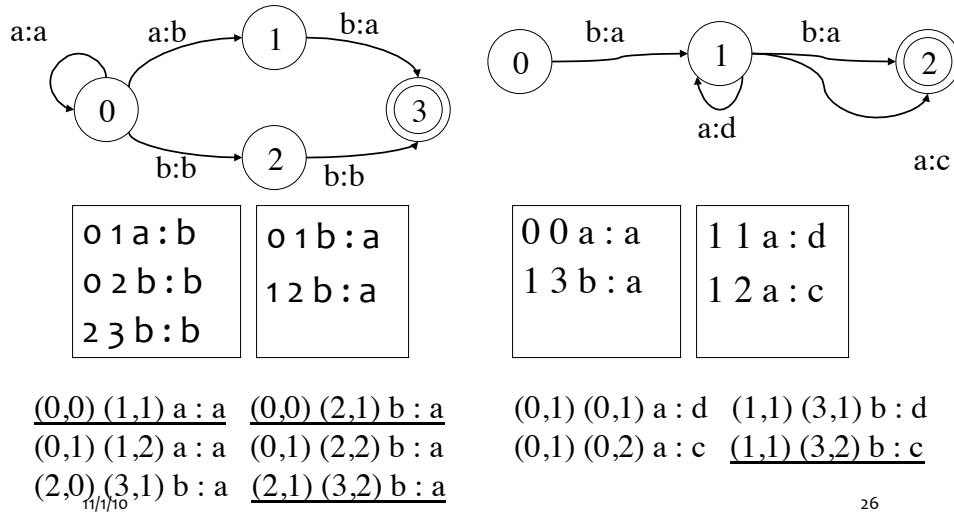 a:a
a:b
1
b:a
0
3
b:b
2
b:b
0
b:a
1
b:a
2
a:d
a:c
0 1 a : b
0 2 b : b
2 3 b : b
0 1 b : a
1 2 b : a
0 0 a : a
1 3 b : a
1 1 a : d
1 2 a : c
(0,0) (1,1) a : a (0,0) (2,1) b : a
(0,1) (1,2) a : a (0,1) (2,2) b : a
(2,0) (3,1) b : a (2,1) (3,2) b : a
(0,1) (0,1) a : d (1,1) (3,1) b : d
(0,1) (0,2) a : c (1,1) (3,2) b : c
11/1/10
26